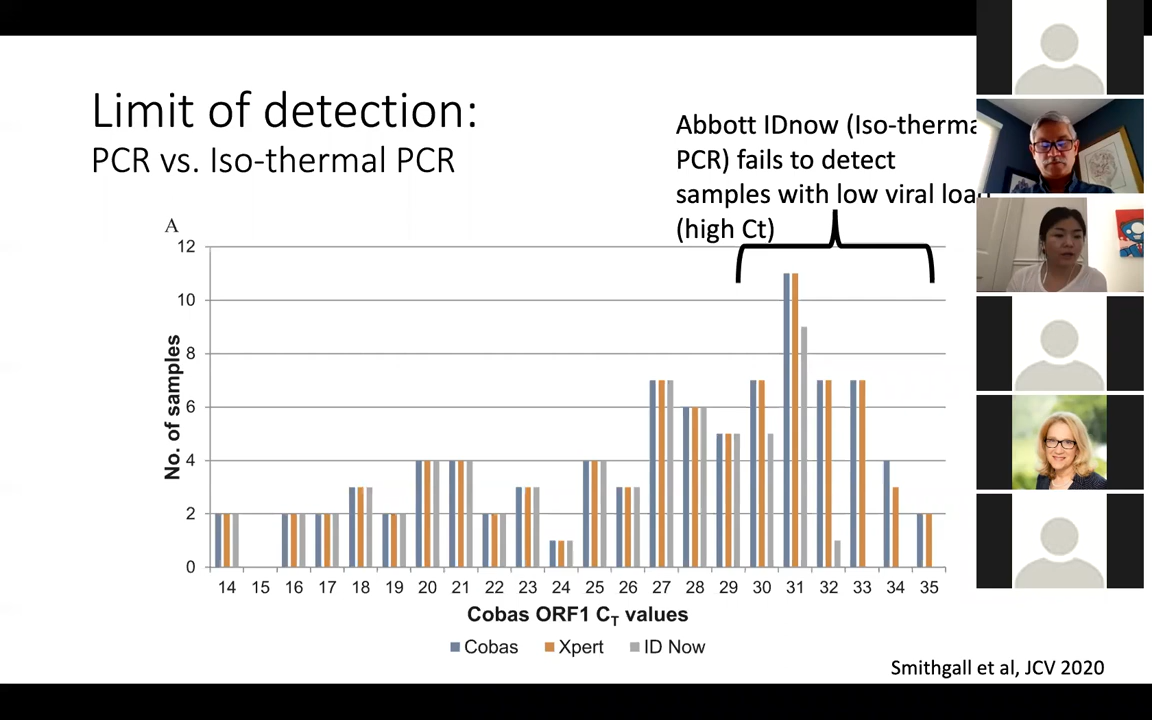 Limit of detection:
PCR vs. Iso-thermal PCR
Abbott IDnow (Iso-therma
PCR) fails to detect
samples with low viral loa
(high Ct)
A
12
10
8
6
4
2
0
No. of samples
14 15 16 17 18 19 20 21 22 23 24 25 26 27 28 29 30 31 32 33 34 35
Cobas ORF1 CT values
Cobas Xpert ID Now
Smithgall et al, JCV 2020